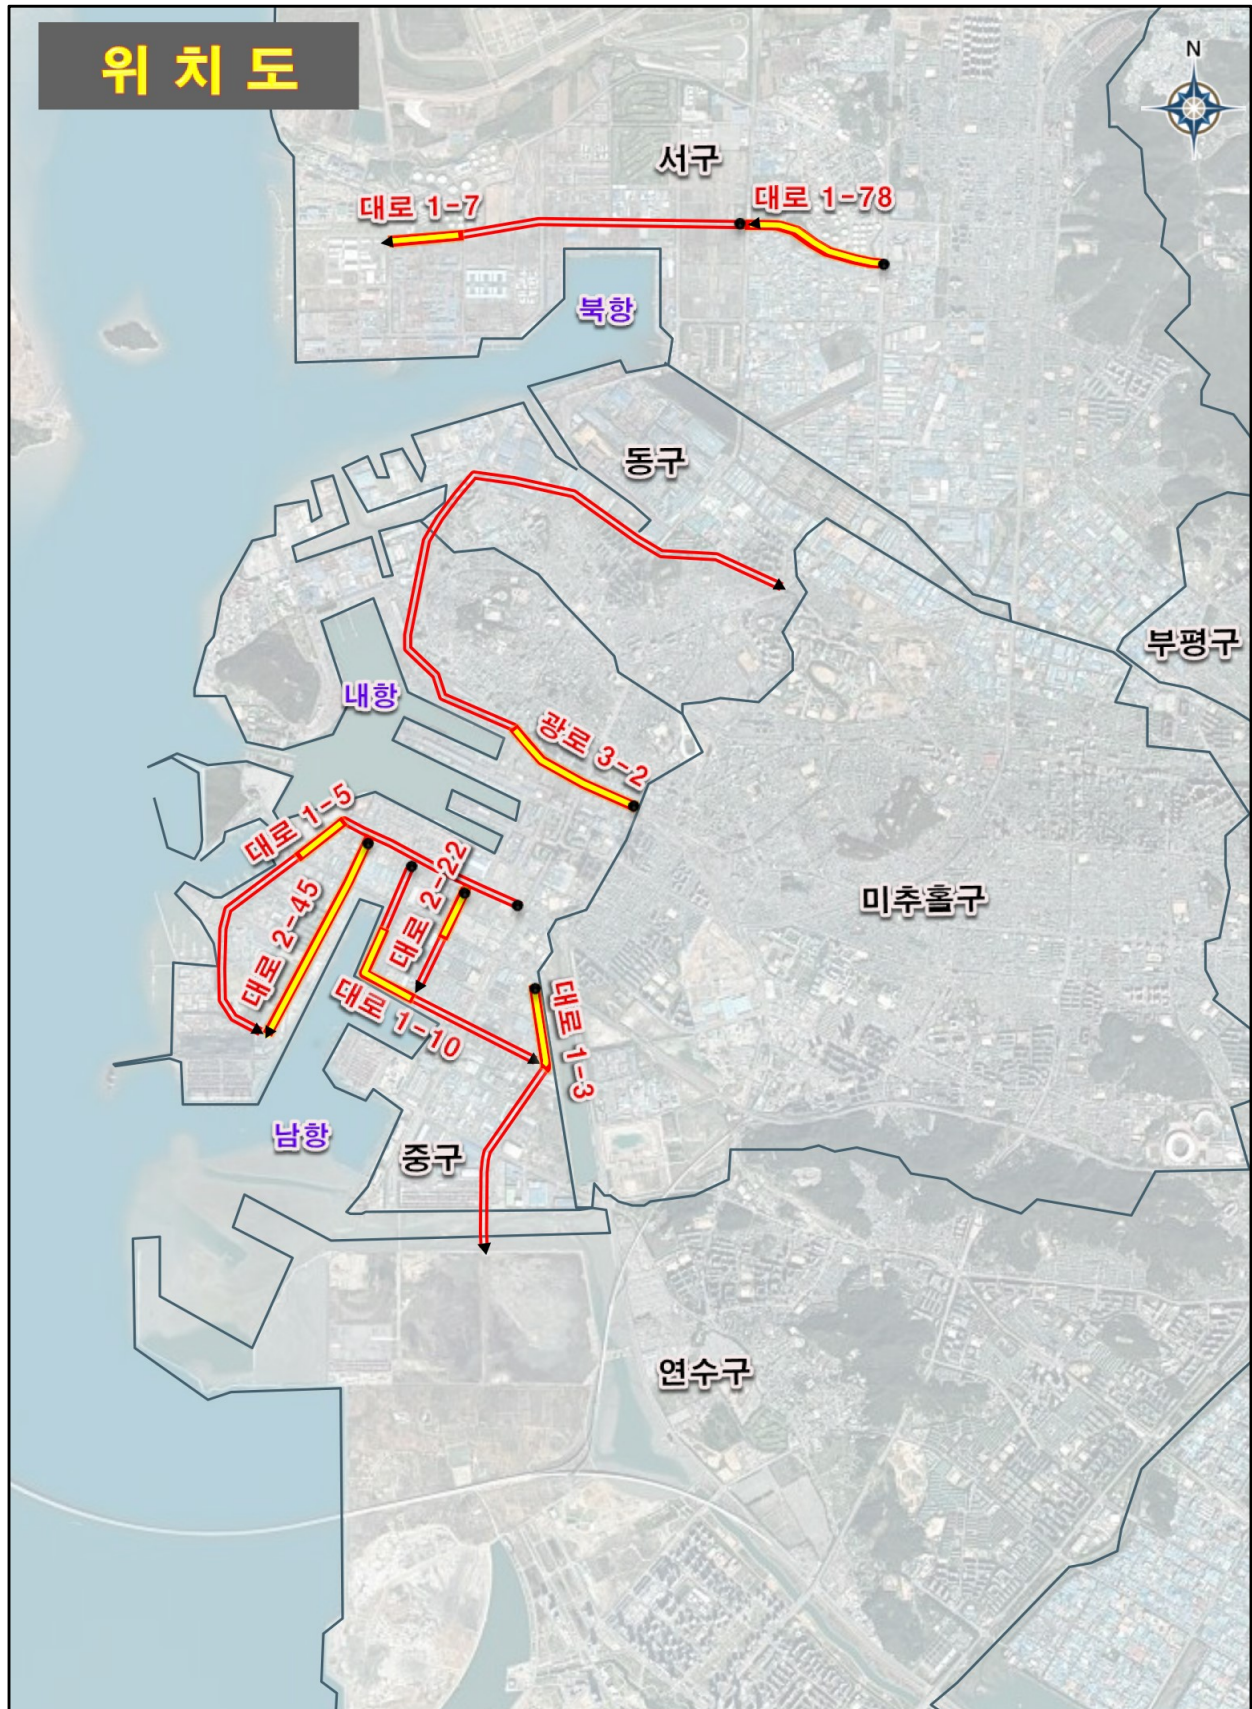 위 치 도
N
서구
대로 1-7
대로 1-78
북항
동구
부평구
내항
광로 3-2
대로 1-5
대로 2-22
대로 2-45
미추홀구
대로 1-10
대로 1-3
남항
중구
연수구